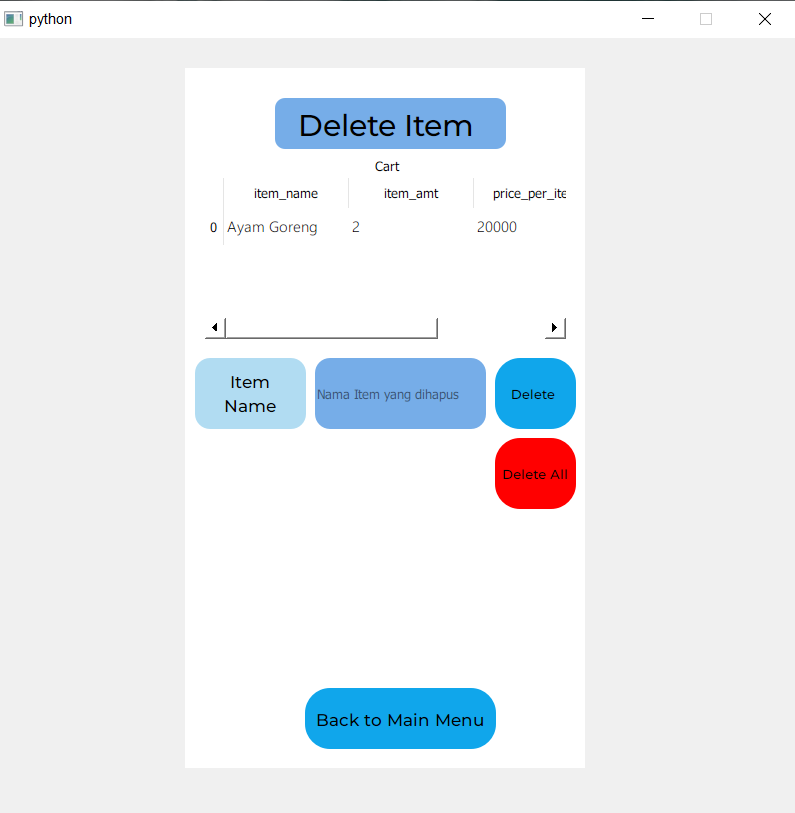 python
Delete Item
Cart
item_name item_amt price_per_ite
0 Ayam Goreng 2 20000
Item
Name
Nama Item yang dihapus
Delete
Delete All
Back to Main Menu